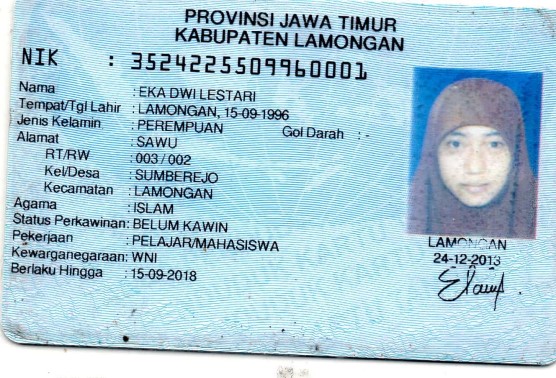 PROVINSI JAWA TIMUR
KABUPATEN LAMONGAN
NIK : 3524225509960001
Nama : EKA DWI LESTARI
Tempat/Tgl Lahir : LAMONGAN, 15-09-1996
Jenis Kelamin : PEREMPUAN Gol Darah : -
Alamat : SAWU
RT/RW : 003 / 002
Kel/Desa : SUMBEREJO
Kecamatan : LAMONGAN
Agama : ISLAM
Status Perkawinan: BELUM KAWIN
Pekerjaan : PELAJAR/MAHASISWA
Kewarganegaraan: WNI
Berlaku Hingga : 15-09-2018
LAMONGAN
24-12-2013